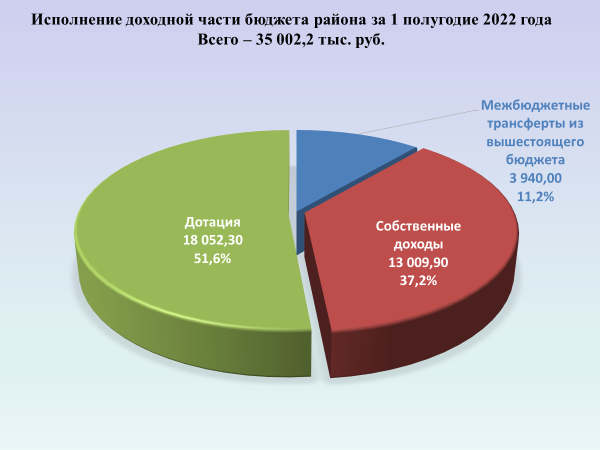 Исполнение доходной части бюджета района за 1 полугодие 2022 года
Всего – 35 002,2 тыс. руб.
Межбюджетные
трансферты из
вышестоящего
бюджета
3 940,00
11,2%
Дотация
18 052,30
51,6%
Собственные
доходы
13 009,90
37,2%